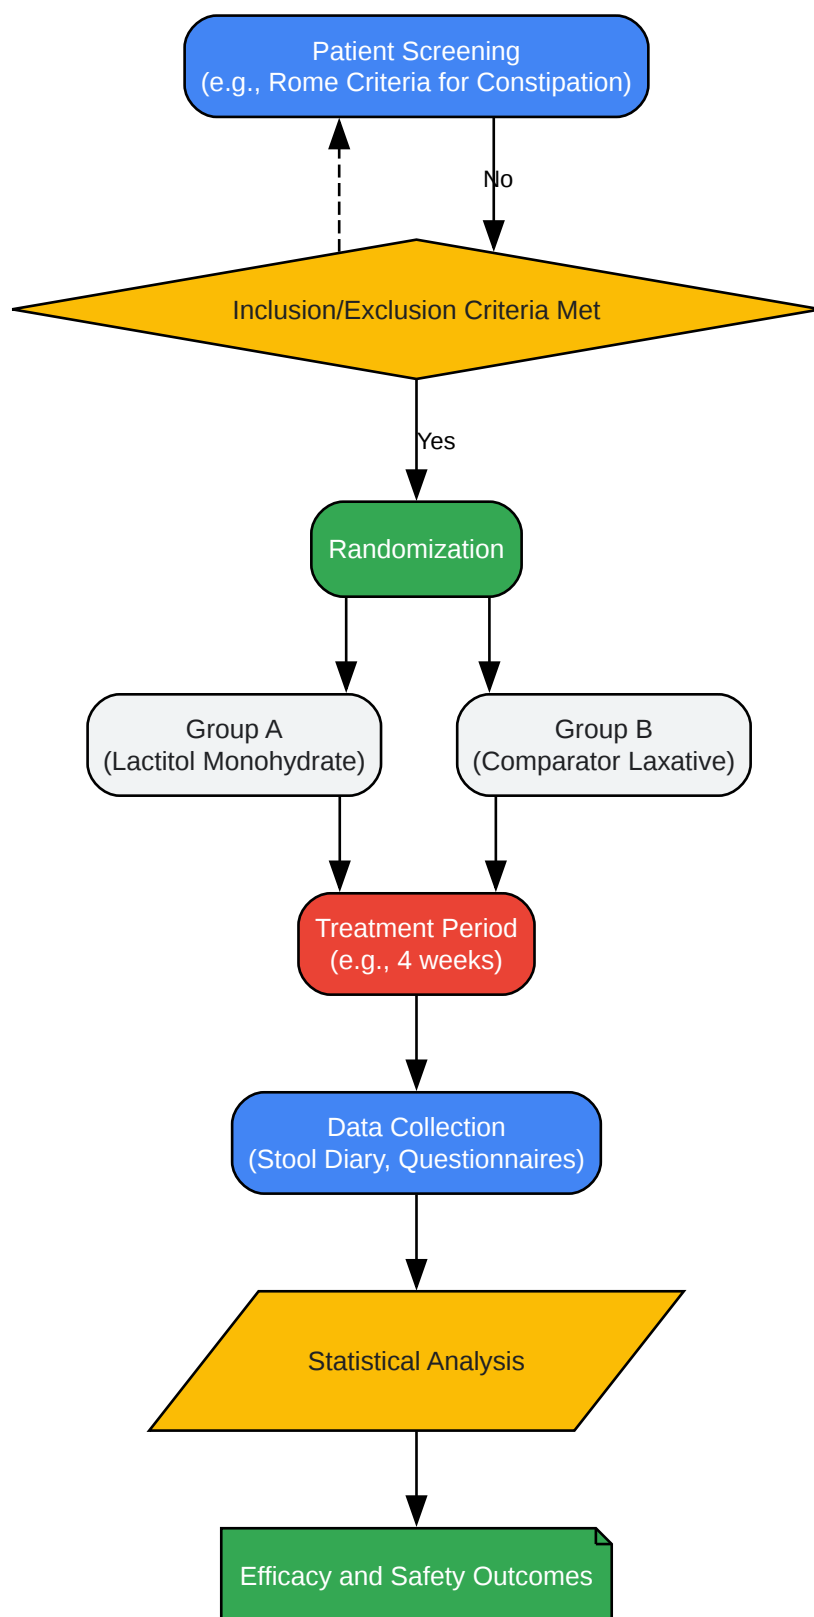 Patient Screening
(e.g., Rome Criteria for Constipation)
No
Inclusion/Exclusion Criteria Met
Yes
Randomization
Group A
(Lactitol Monohydrate)
Group B
(Comparator Laxative)
Treatment Period
(e.g., 4 weeks)
Data Collection
(Stool Diary, Questionnaires)
Statistical Analysis
Efficacy and Safety Outcomes